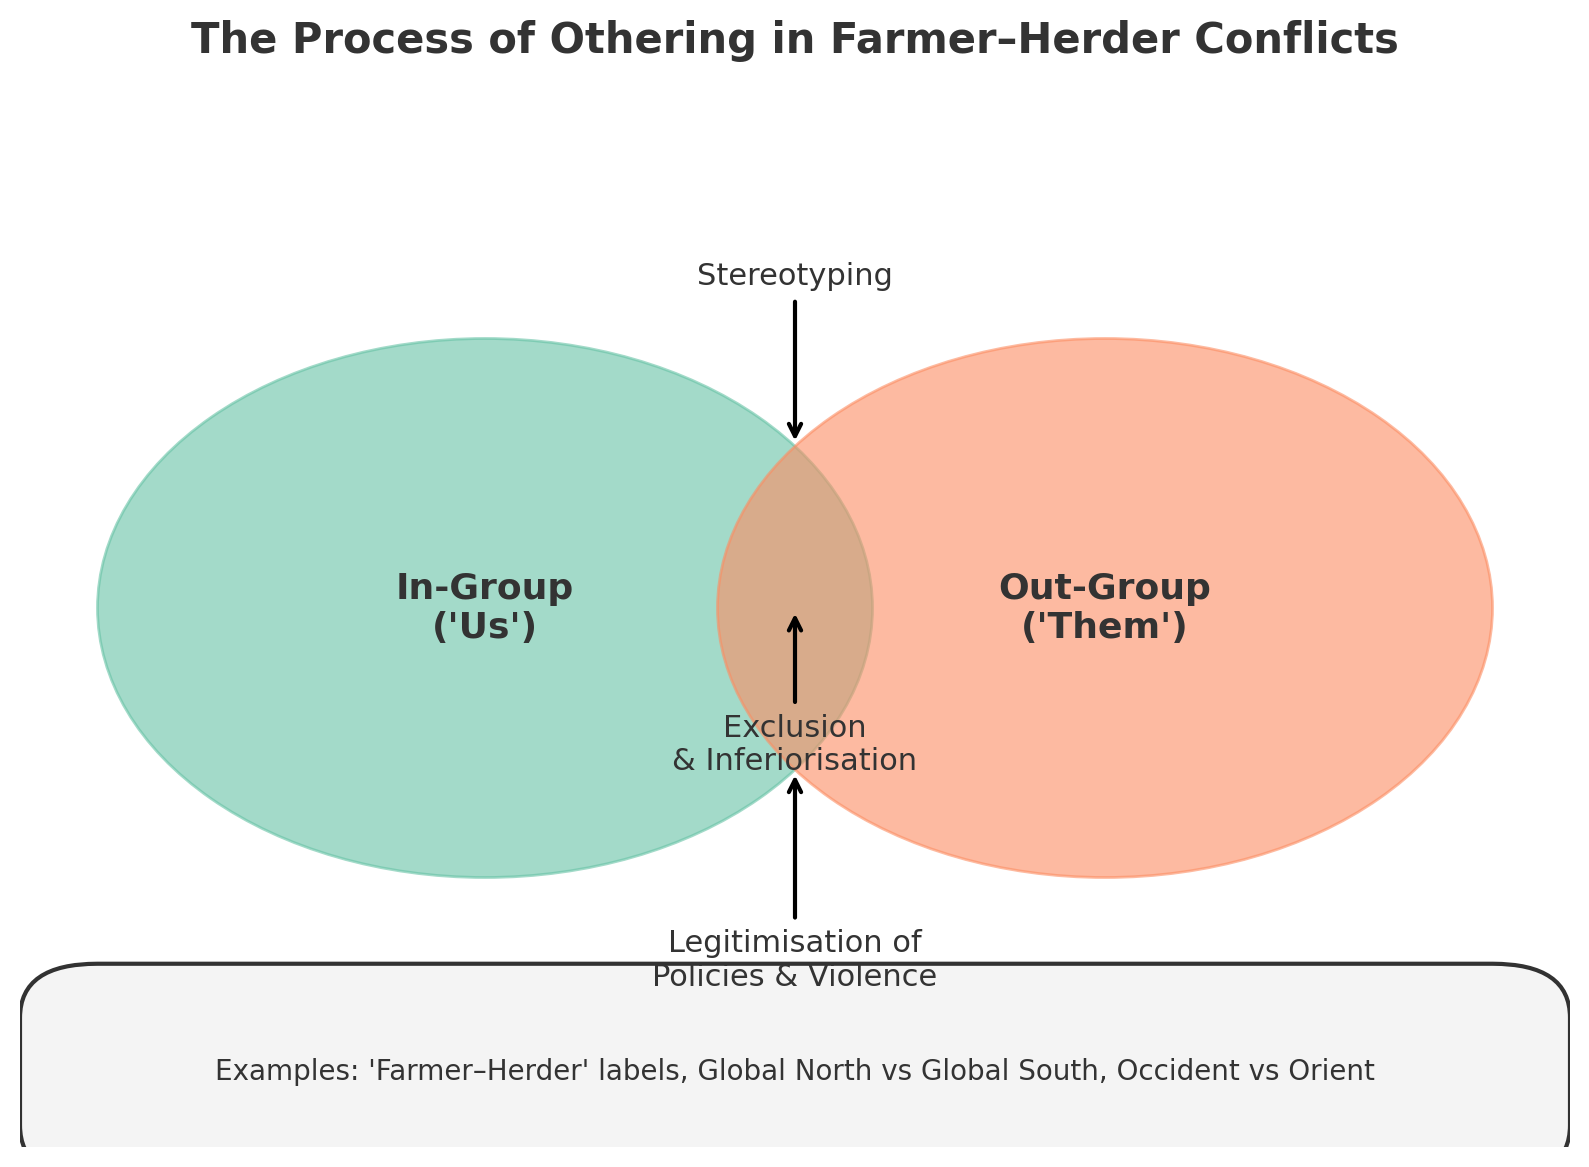 The Process of Othering in Farmer–Herder Conflicts
Stereotyping
In-Group
('Us')
Out-Group
('Them')
Exclusion
& Inferiorisation
Legitimisation of
Policies & Violence
Examples: 'Farmer–Herder' labels, Global North vs Global South, Occident vs Orient